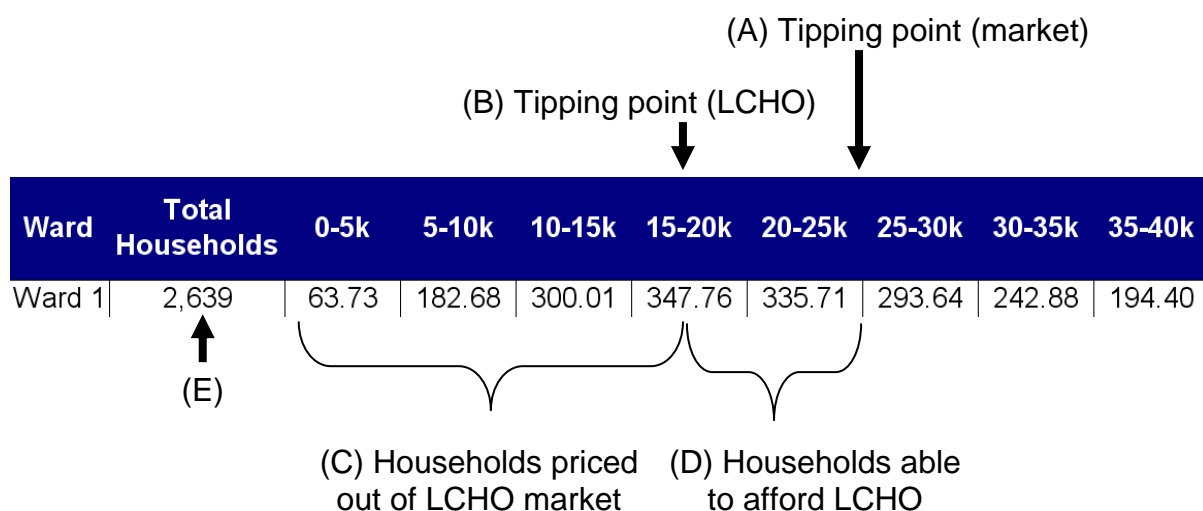 (A) Tipping point (market)
(B) Tipping point (LCHO)
Ward Total Households 0-5k 5-10k 10-15k 15-20k 20-25k 25-30k 30-35k 35-40k
Ward 1 2,639 63.73 182.68 300.01 347.76 335.71 293.64 242.88 194.40
(E)
(C) Households priced
out of LCHO market
(D) Households able
to afford LCHO